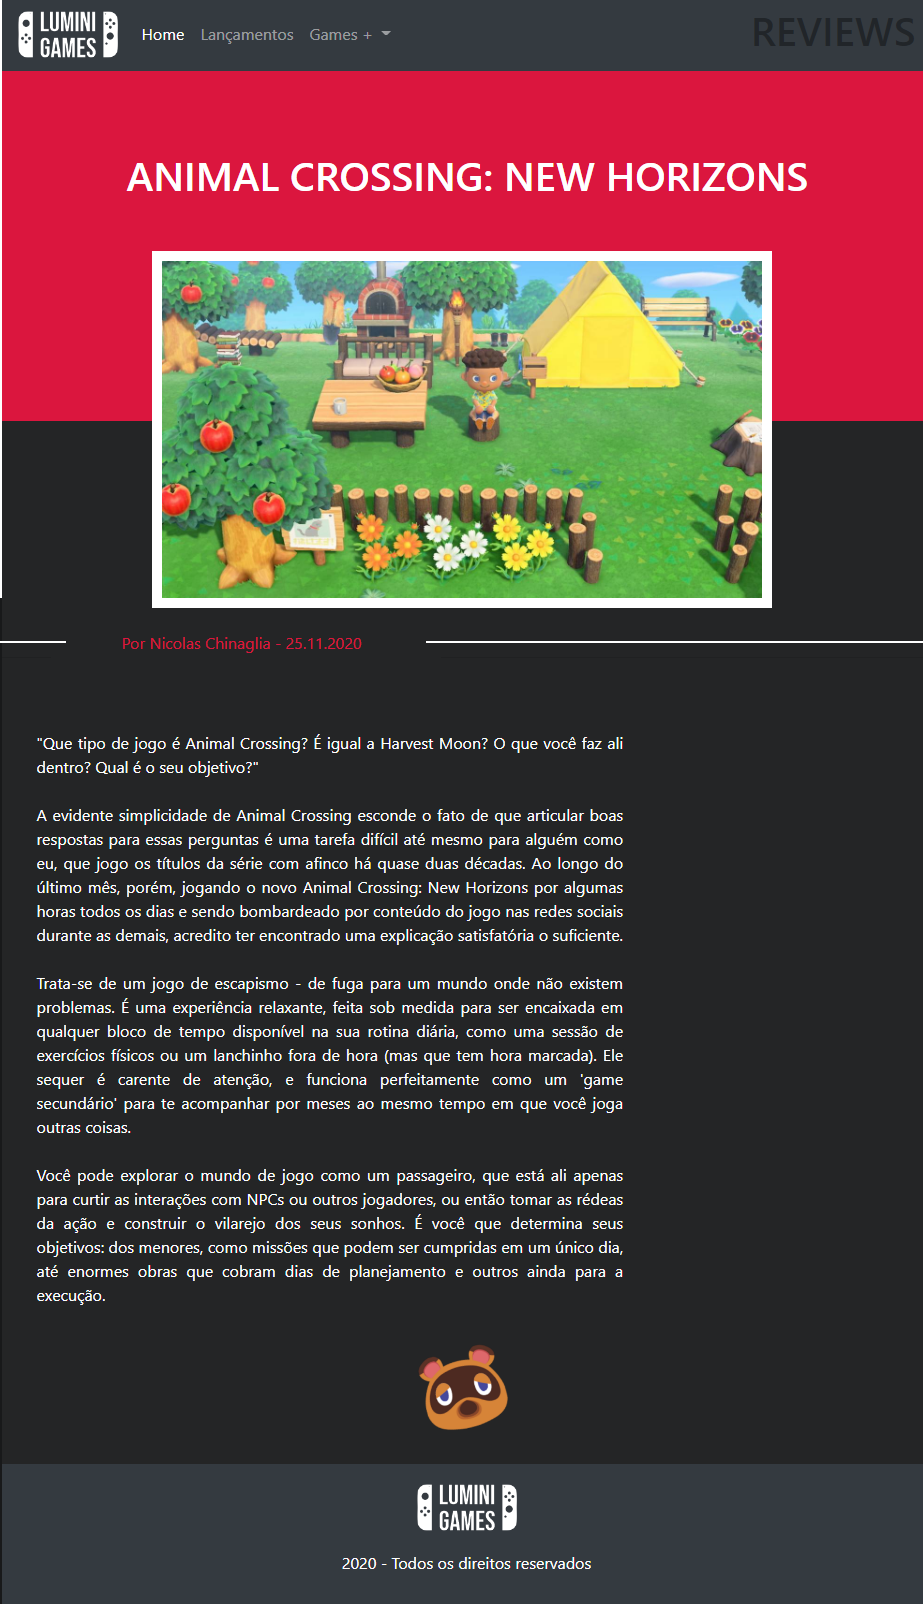 LUMINI
GAMES
Home
Lançamentos
Games +
REVIEWS
ANIMAL CROSSING: NEW HORIZONS
Por Nicolas Chinaglia - 25.11.2020
"Que tipo de jogo é Animal Crossing? É igual a Harvest Moon? O que você faz ali
dentro? Qual é o seu objetivo?"
A evidente simplicidade de Animal Crossing esconde o fato de que articular boas
respostas para essas perguntas é uma tarefa difícil até mesmo para alguém como
eu, que jogo os títulos da série com afinco há quase duas décadas. Ao longo do
último mês, porém, jogando o novo Animal Crossing: New Horizons por algumas
horas todos os dias e sendo bombardeado por conteúdo do jogo nas redes sociais
durante as demais, acredito ter encontrado uma explicação satisfatória o suficiente.
Trata-se de um jogo de escapismo - de fuga para um mundo onde não existem
problemas. É uma experiência relaxante, feita sob medida para ser encaixada em
qualquer bloco de tempo disponível na sua rotina diária, como uma sessão de
exercícios físicos ou um lanchinho fora de hora (mas que tem hora marcada). Ele
sequer é carente de atenção, e funciona perfeitamente como um 'game
secundário' para te acompanhar por meses ao mesmo tempo em que você joga
outras coisas.
Você pode explorar o mundo de jogo como um passageiro, que está ali apenas
para curtir as interações com NPCs ou outros jogadores, ou então tomar as rédeas
da ação e construir o vilarejo dos seus sonhos. É você que determina seus
objetivos: dos menores, como missões que podem ser cumpridas em um único dia,
até enormes obras que cobram dias de planejamento e outros ainda para a
execução.
LUMINI
GAMES
2020 - Todos os direitos reservados